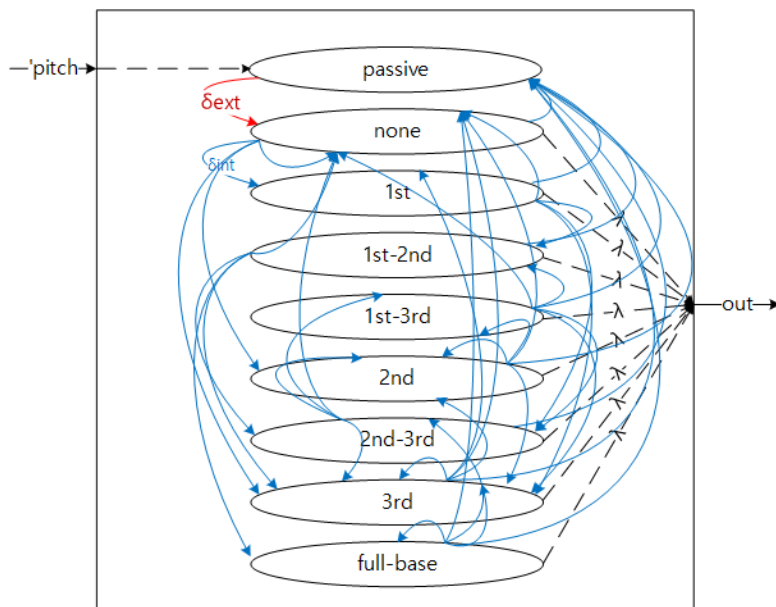 'pitch
passive
δext
none
δint
1st
λ
1st-2nd
λ
λ
1st-3rd
λ
out
λ
2nd
λ
λ
2nd-3rd
λ
3rd
full-base